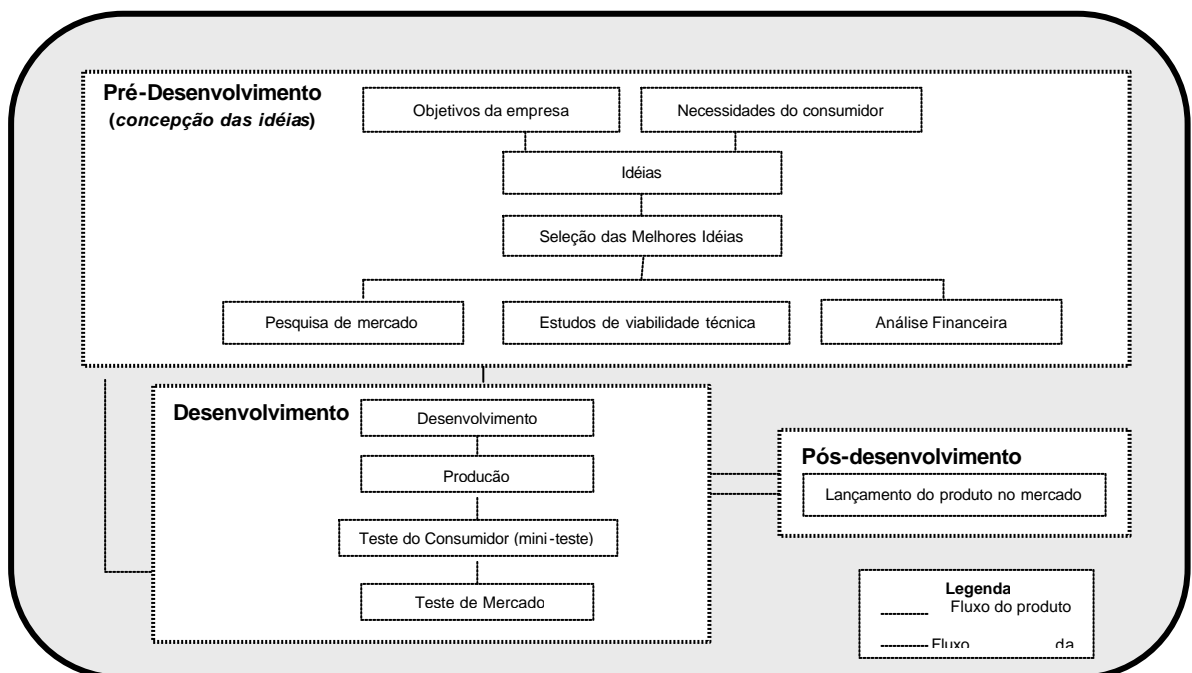 Pré-Desenvolvimento
(concepção das idéias)
Objetivos da empresa
Necessidades do consumidor
Idéias
Seleção das Melhores Idéias
Pesquisa de mercado
Estudos de viabilidade técnica
Análise Financeira
Desenvolvimento
Desenvolvimento
Producão
Teste do Consumidor (mini-teste)
Teste de Mercado
Pós-desenvolvimento
Lançamento do produto no mercado
Legenda
Fluxo do produto
Fluxo da